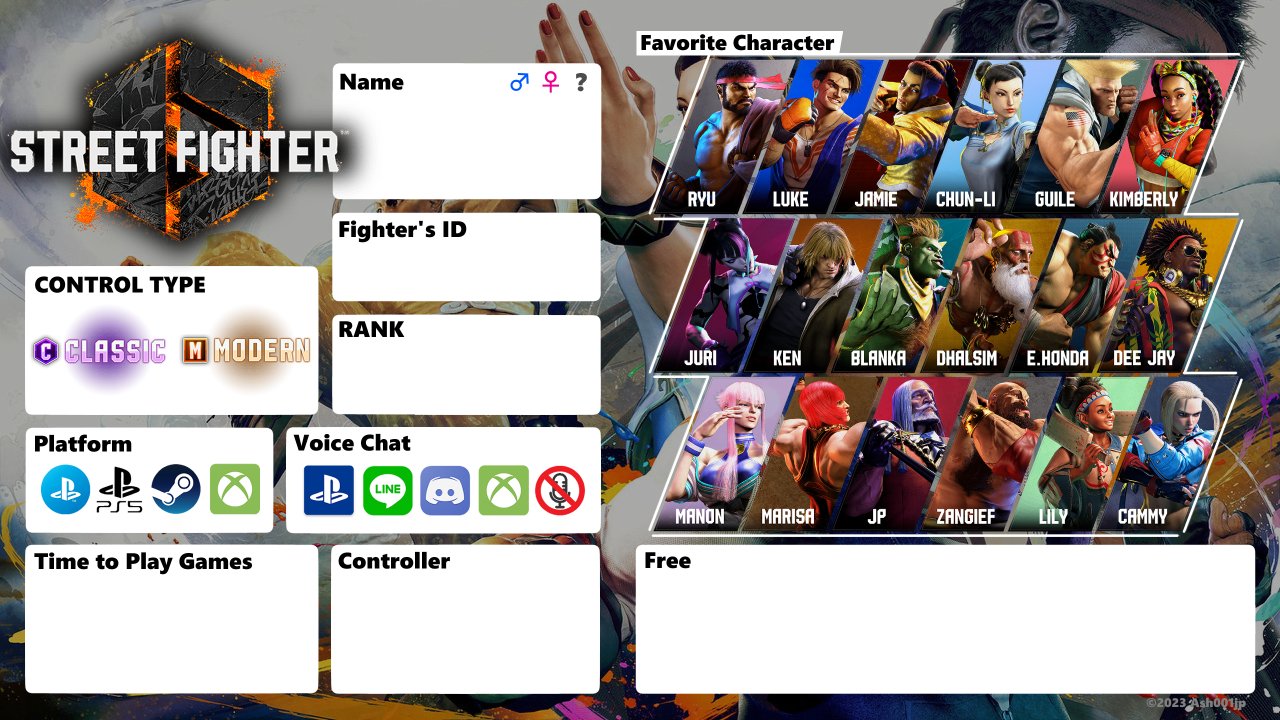 STREET FIGHTER™
Name ♂ ♀ ?
Fighter's ID
CONTROL TYPE
C CLASSIC M MODERN
RANK
Platform
PS5
Voice Chat
LINE
Time to Play Games
Controller
Favorite Character
RYU LUKE JAMIE CHUN-LI GUILE KIMBERLY
JURI KEN BLANKA DHALSIM E.HONDA DEE JAY
MANON MARISA JP ZANGIEF LILY CAMMY
Free
©2023 Ash001jp